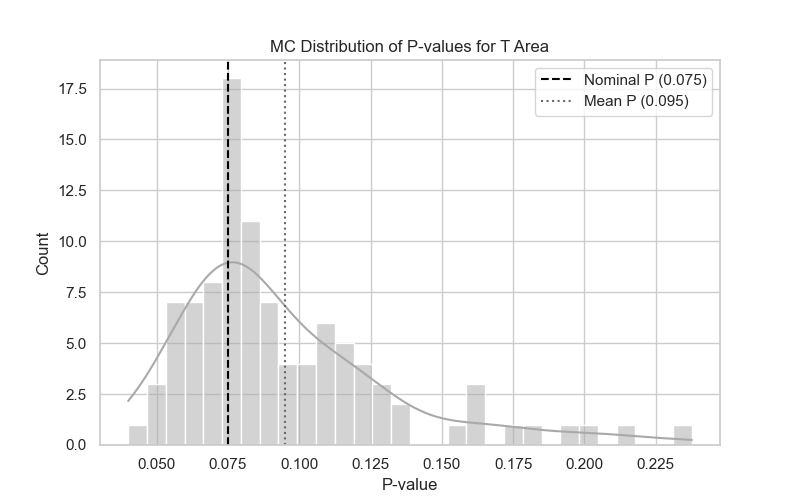 MC Distribution of P-values for T Area
Nominal P (0.075)
Mean P (0.095)
17.5
15.0
12.5
10.0
7.5
5.0
2.5
0.0
Count
0.050 0.075 0.100 0.125 0.150 0.175 0.200 0.225
P-value